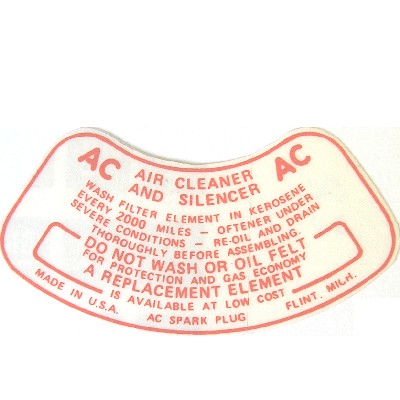 AC AIR CLEANER AC
AND SILENCER
WASH FILTER ELEMENT IN KEROSENE
EVERY 2000 MILES – OFTENER UNDER
SEVERE CONDITIONS – RE-OIL AND DRAIN
THOROUGHLY BEFORE ASSEMBLING.
DO NOT WASH OR OIL FELT
FOR PROTECTION AND GAS ECONOMY
A REPLACEMENT ELEMENT
IS AVAILABLE AT LOW COST
MADE IN U.S.A. FLINT, MICH.
AC SPARK PLUG